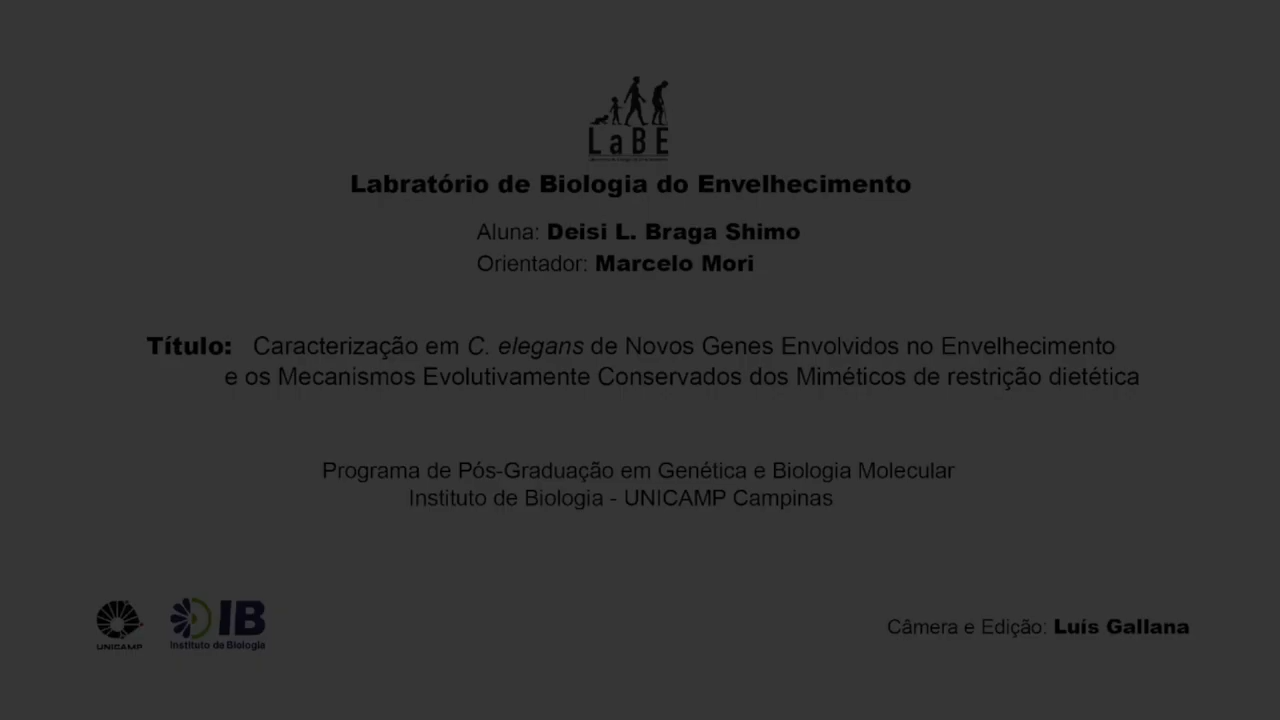 LaBE
Labratório de Biologia do Envelhecimento
Aluna: Deisi L. Braga Shimo
Orientador: Marcelo Mori
Título: Caracterização em C. elegans de Novos Genes Envolvidos no Envelhecimento
e os Mecanismos Evolutivamente Conservados dos Miméticos de restrição dietética
Programa de Pós-Graduação em Genética e Biologia Molecular
Instituto de Biologia - UNICAMP Campinas
UNICAMP
IB
Instituto de Biologia
Câmera e Edição: Luís Gallana